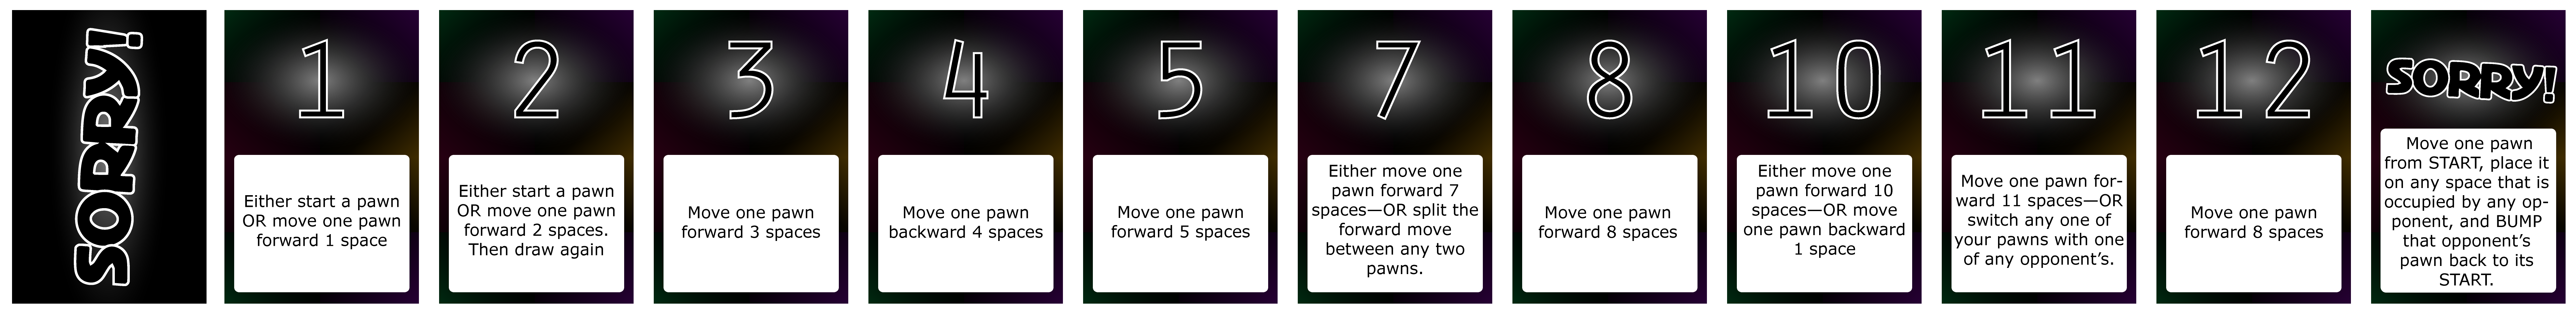 SORRY!
1
Either start a pawn
OR move one pawn
forward 1 space
2
Either start a pawn
OR move one pawn
forward 2 spaces.
Then draw again
3
Move one pawn
forward 3 spaces
4
Move one pawn
backward 4 spaces
5
Move one pawn
forward 5 spaces
7
Either move one
pawn forward 7
spaces—OR split the
forward move
between any two
pawns.
8
Move one pawn
forward 8 spaces
10
Either move one
pawn forward 10
spaces—OR move
one pawn backward
1 space
11
Move one pawn for-
ward 11 spaces—OR
switch any one of
your pawns with one
of any opponent’s.
12
Move one pawn
forward 8 spaces
SORRY!
Move one pawn
from START, place it
on any space that is
occupied by any op-
ponent, and BUMP
that opponent’s
pawn back to its
START.